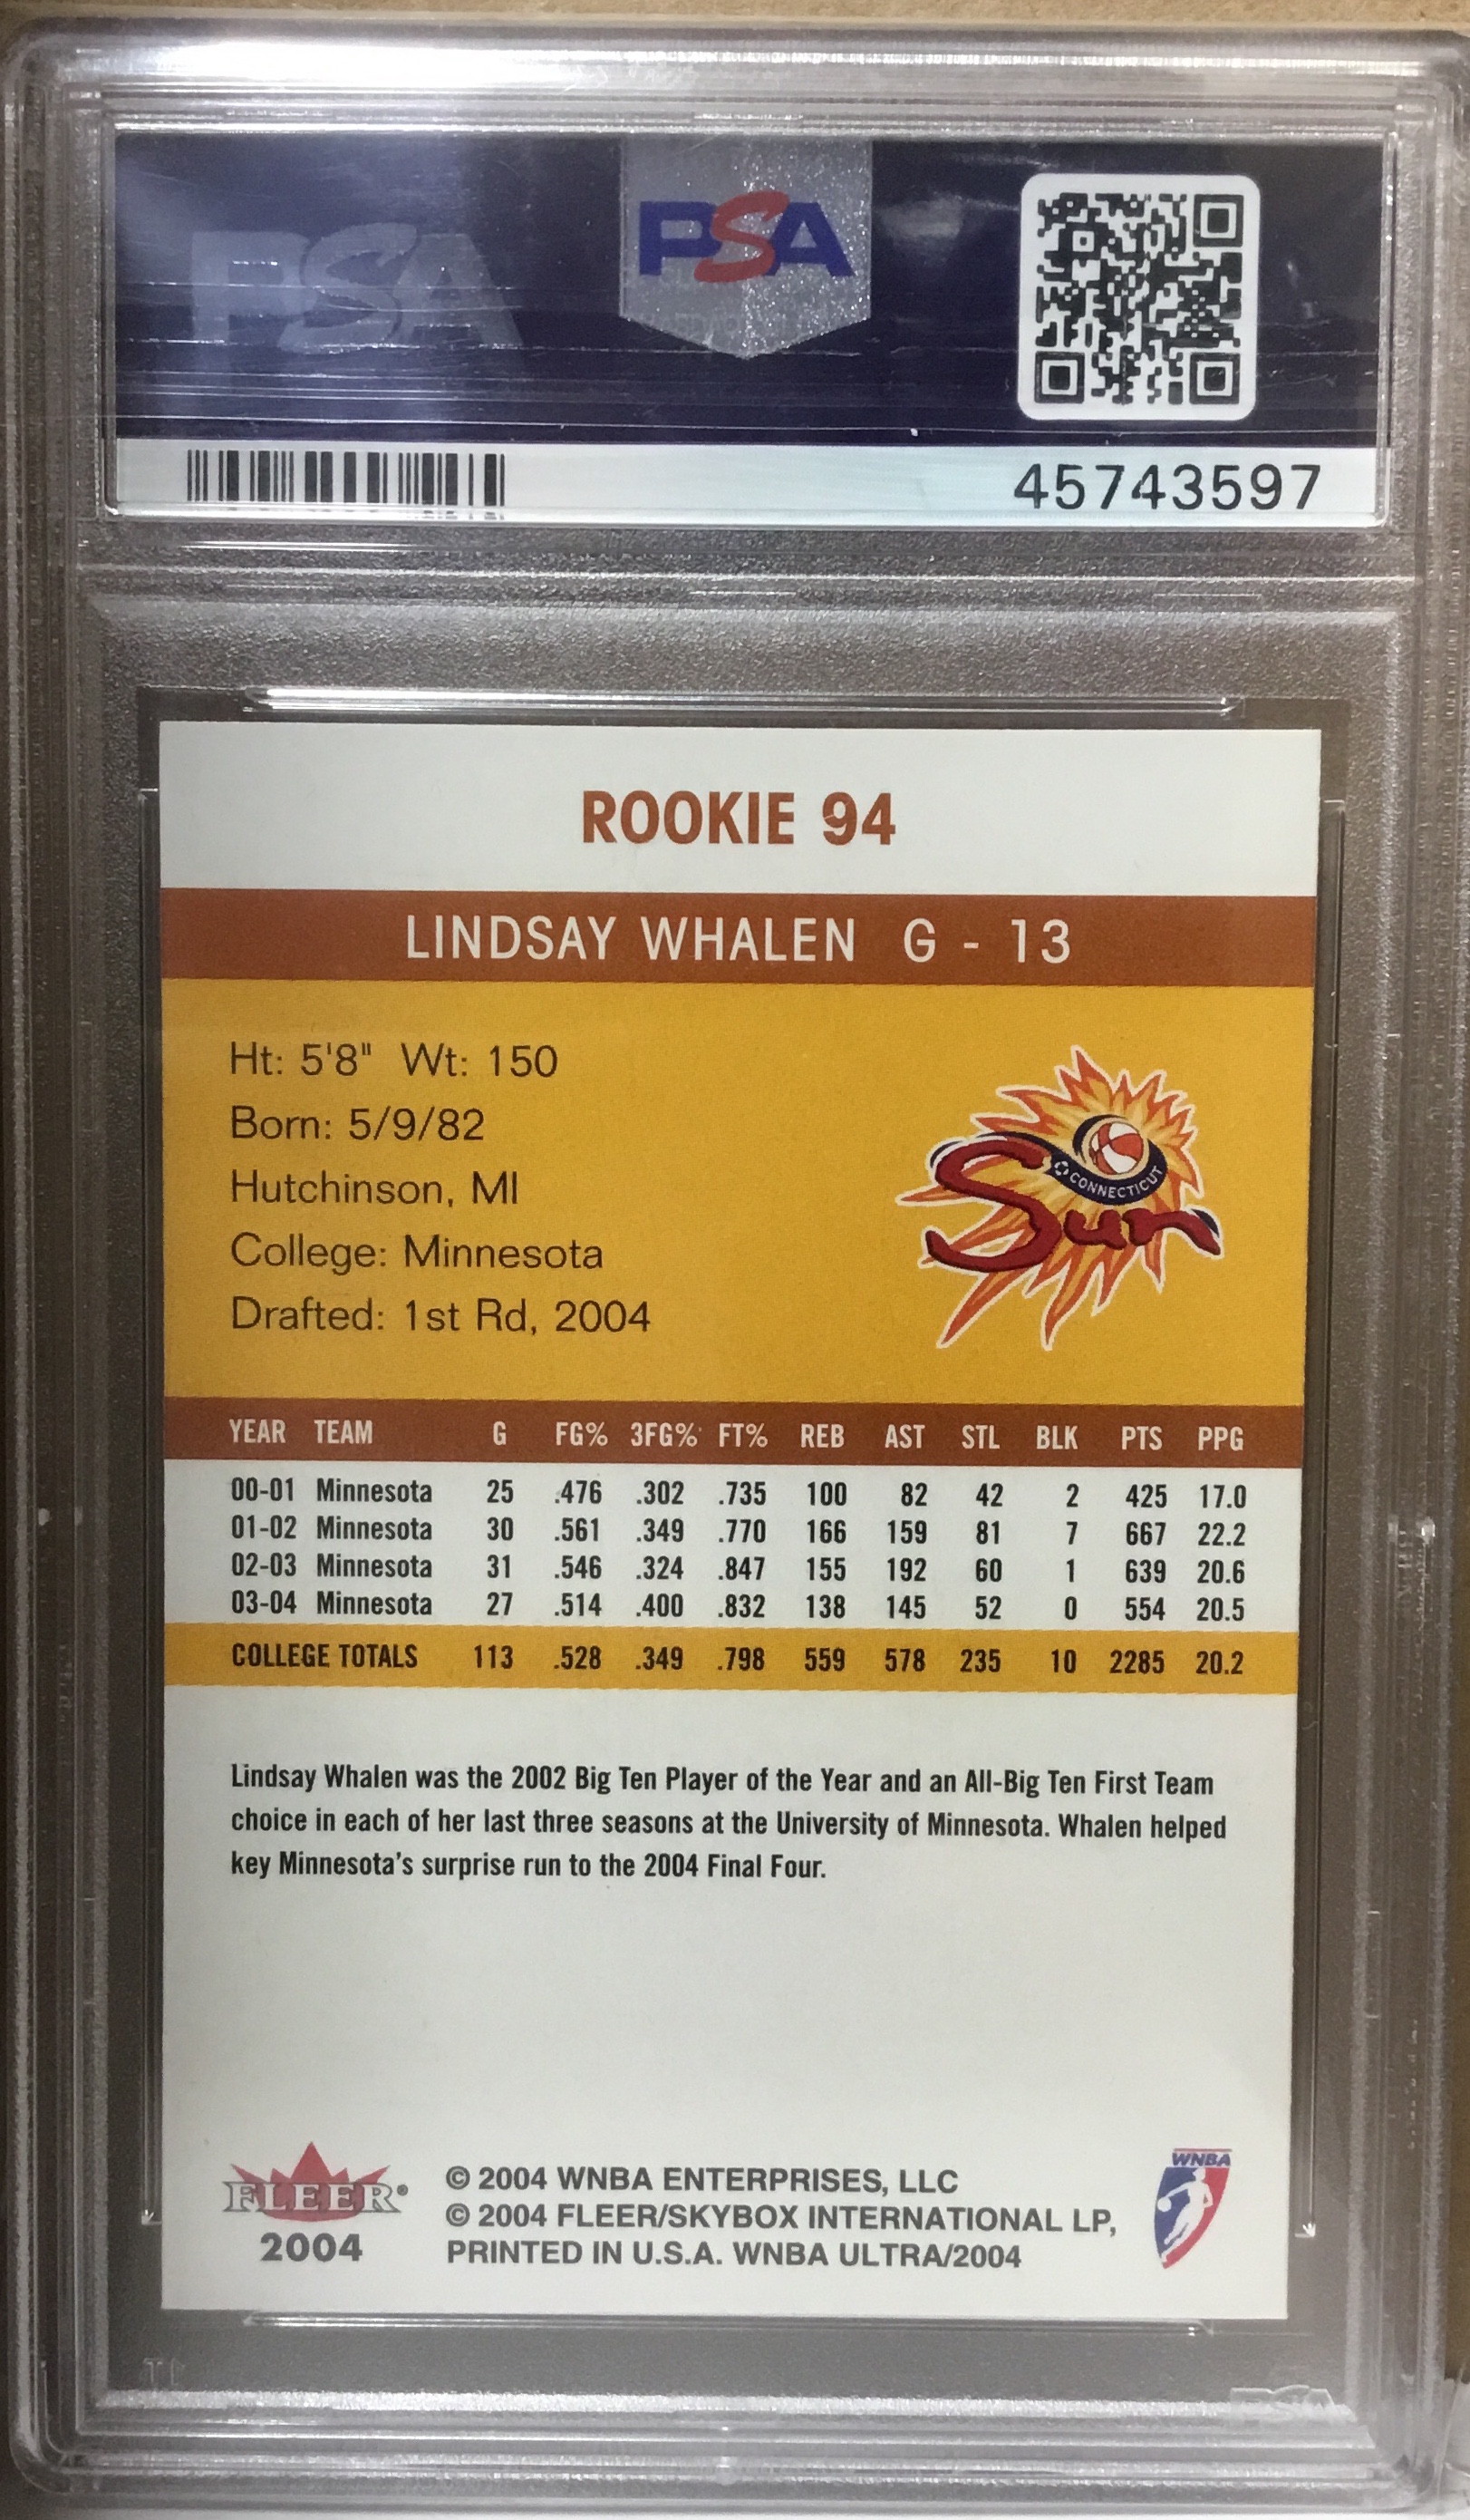 PSA
PSA
45743597
ROOKIE 94
LINDSAY WHALEN G - 13
Ht: 5'8" Wt: 150
Born: 5/9/82
Hutchinson, MI
College: Minnesota
Drafted: 1st Rd, 2004
CONNECTICUT
Sun
YEAR TEAM G FG% 3FG% FT% REB AST STL BLK PTS PPG
00-01 Minnesota 25 .476 .302 .735 100 82 42 2 425 17.0
01-02 Minnesota 30 .561 .349 .770 166 159 81 7 667 22.2
02-03 Minnesota 31 .546 .324 .847 155 192 60 1 639 20.6
03-04 Minnesota 27 .514 .400 .832 138 145 52 0 554 20.5
COLLEGE TOTALS 113 .528 .349 .798 559 578 235 10 2285 20.2
Lindsay Whalen was the 2002 Big Ten Player of the Year and an All-Big Ten First Team
choice in each of her last three seasons at the University of Minnesota. Whalen helped
key Minnesota's surprise run to the 2004 Final Four.
FLEER®
2004
© 2004 WNBA ENTERPRISES, LLC
© 2004 FLEER/SKYBOX INTERNATIONAL LP,
PRINTED IN U.S.A. WNBA ULTRA/2004
WNBA
PSA